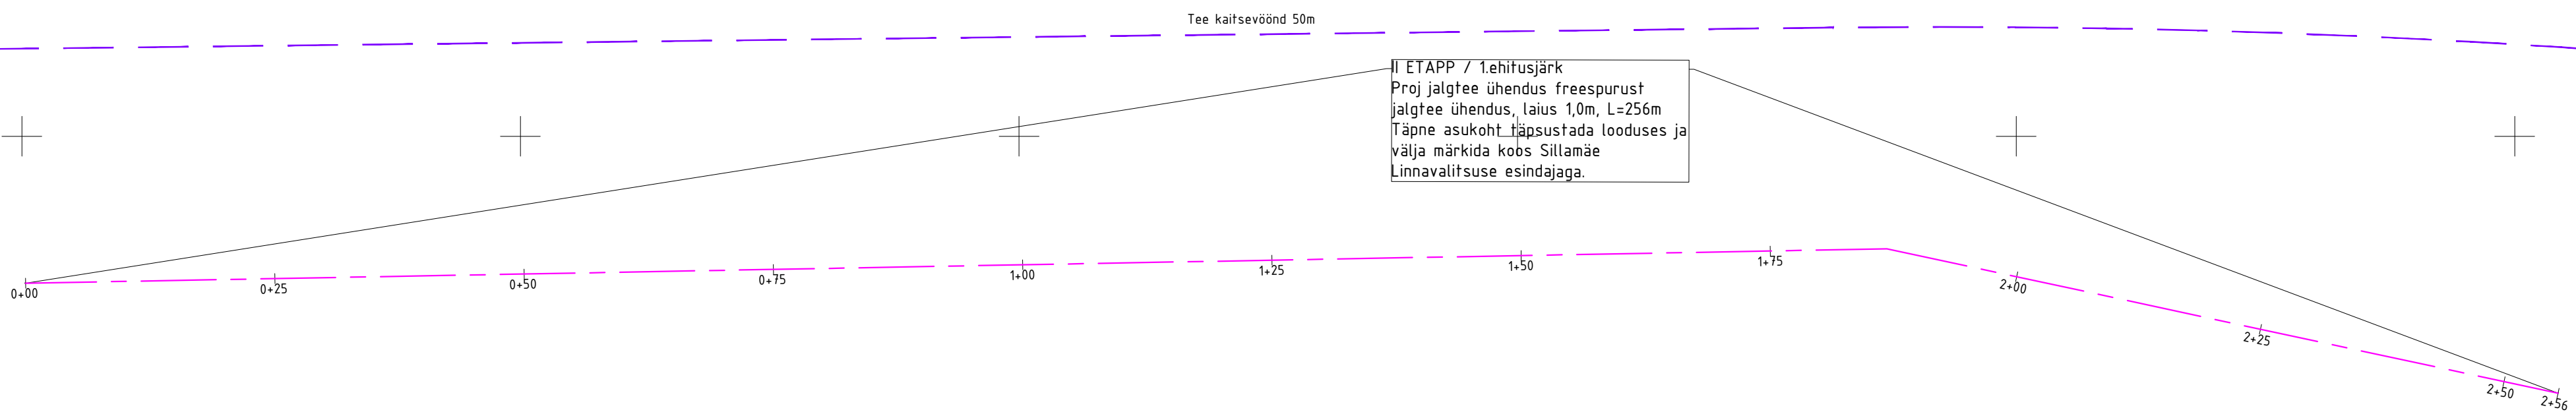 Tee kaitsevöönd 50m
II ETAPP / 1.ehitusjärk
Proj jalgtee ühendus freespurust
jalgtee ühendus, laius 1,0m, L=256m
Täpne asukoht täpsustada looduses ja
välja märkida koos Sillamäe
Linnavalitsuse esindajaga.
0+00
0+25
0+50
0+75
1+00
1+25
1+50
1+75
2+00
2+25
2+50
2+56